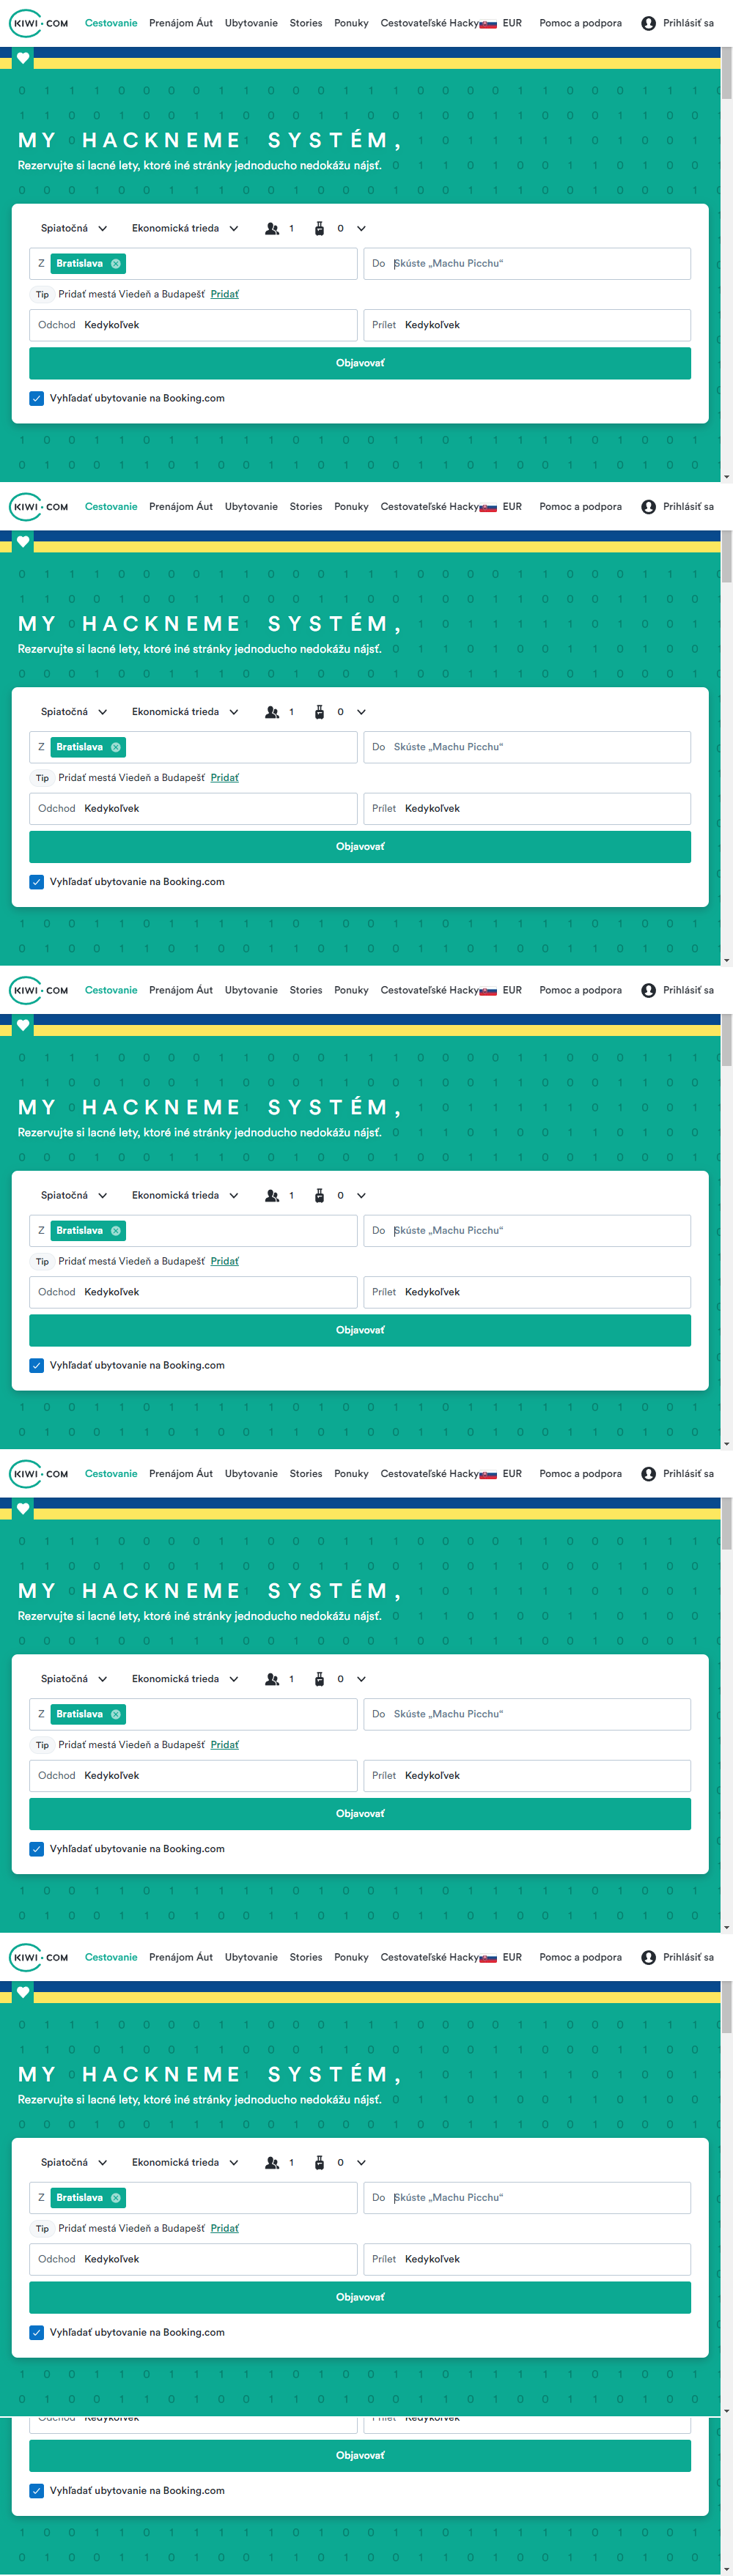 KIWI.COM Cestovanie Prenájom Áut Ubytovanie Stories Ponuky Cestovateľské Hacky EUR Pomoc a podpora Prihlásiť sa
MY HACKNEME SYSTÉM,
Rezervujte si lacné lety, ktoré iné stránky jednoducho nedokážu nájsť.
Spiatočná Ekonomická trieda 1 0
Z Bratislava Do Skúste „Machu Picchu“
Tip Pridať mestá Viedeň a Budapešť Pridať
Odchod Kedykoľvek Prílet Kedykoľvek
Objavovať
Vyhľadať ubytovanie na Booking.com
KIWI.COM Cestovanie Prenájom Áut Ubytovanie Stories Ponuky Cestovateľské Hacky EUR Pomoc a podpora Prihlásiť sa
MY HACKNEME SYSTÉM,
Rezervujte si lacné lety, ktoré iné stránky jednoducho nedokážu nájsť.
Spiatočná Ekonomická trieda 1 0
Z Bratislava Do Skúste „Machu Picchu“
Tip Pridať mestá Viedeň a Budapešť Pridať
Odchod Kedykoľvek Prílet Kedykoľvek
Objavovať
Vyhľadať ubytovanie na Booking.com
KIWI.COM Cestovanie Prenájom Áut Ubytovanie Stories Ponuky Cestovateľské Hacky EUR Pomoc a podpora Prihlásiť sa
MY HACKNEME SYSTÉM,
Rezervujte si lacné lety, ktoré iné stránky jednoducho nedokážu nájsť.
Spiatočná Ekonomická trieda 1 0
Z Bratislava Do Skúste „Machu Picchu“
Tip Pridať mestá Viedeň a Budapešť Pridať
Odchod Kedykoľvek Prílet Kedykoľvek
Objavovať
Vyhľadať ubytovanie na Booking.com
KIWI.COM Cestovanie Prenájom Áut Ubytovanie Stories Ponuky Cestovateľské Hacky EUR Pomoc a podpora Prihlásiť sa
MY HACKNEME SYSTÉM,
Rezervujte si lacné lety, ktoré iné stránky jednoducho nedokážu nájsť.
Spiatočná Ekonomická trieda 1 0
Z Bratislava Do Skúste „Machu Picchu“
Tip Pridať mestá Viedeň a Budapešť Pridať
Odchod Kedykoľvek Prílet Kedykoľvek
Objavovať
Vyhľadať ubytovanie na Booking.com
KIWI.COM Cestovanie Prenájom Áut Ubytovanie Stories Ponuky Cestovateľské Hacky EUR Pomoc a podpora Prihlásiť sa
MY HACKNEME SYSTÉM,
Rezervujte si lacné lety, ktoré iné stránky jednoducho nedokážu nájsť.
Spiatočná Ekonomická trieda 1 0
Z Bratislava Do Skúste „Machu Picchu“
Tip Pridať mestá Viedeň a Budapešť Pridať
Odchod Kedykoľvek Prílet Kedykoľvek
Objavovať
Vyhľadať ubytovanie na Booking.com
Objavovať
Vyhľadať ubytovanie na Booking.com